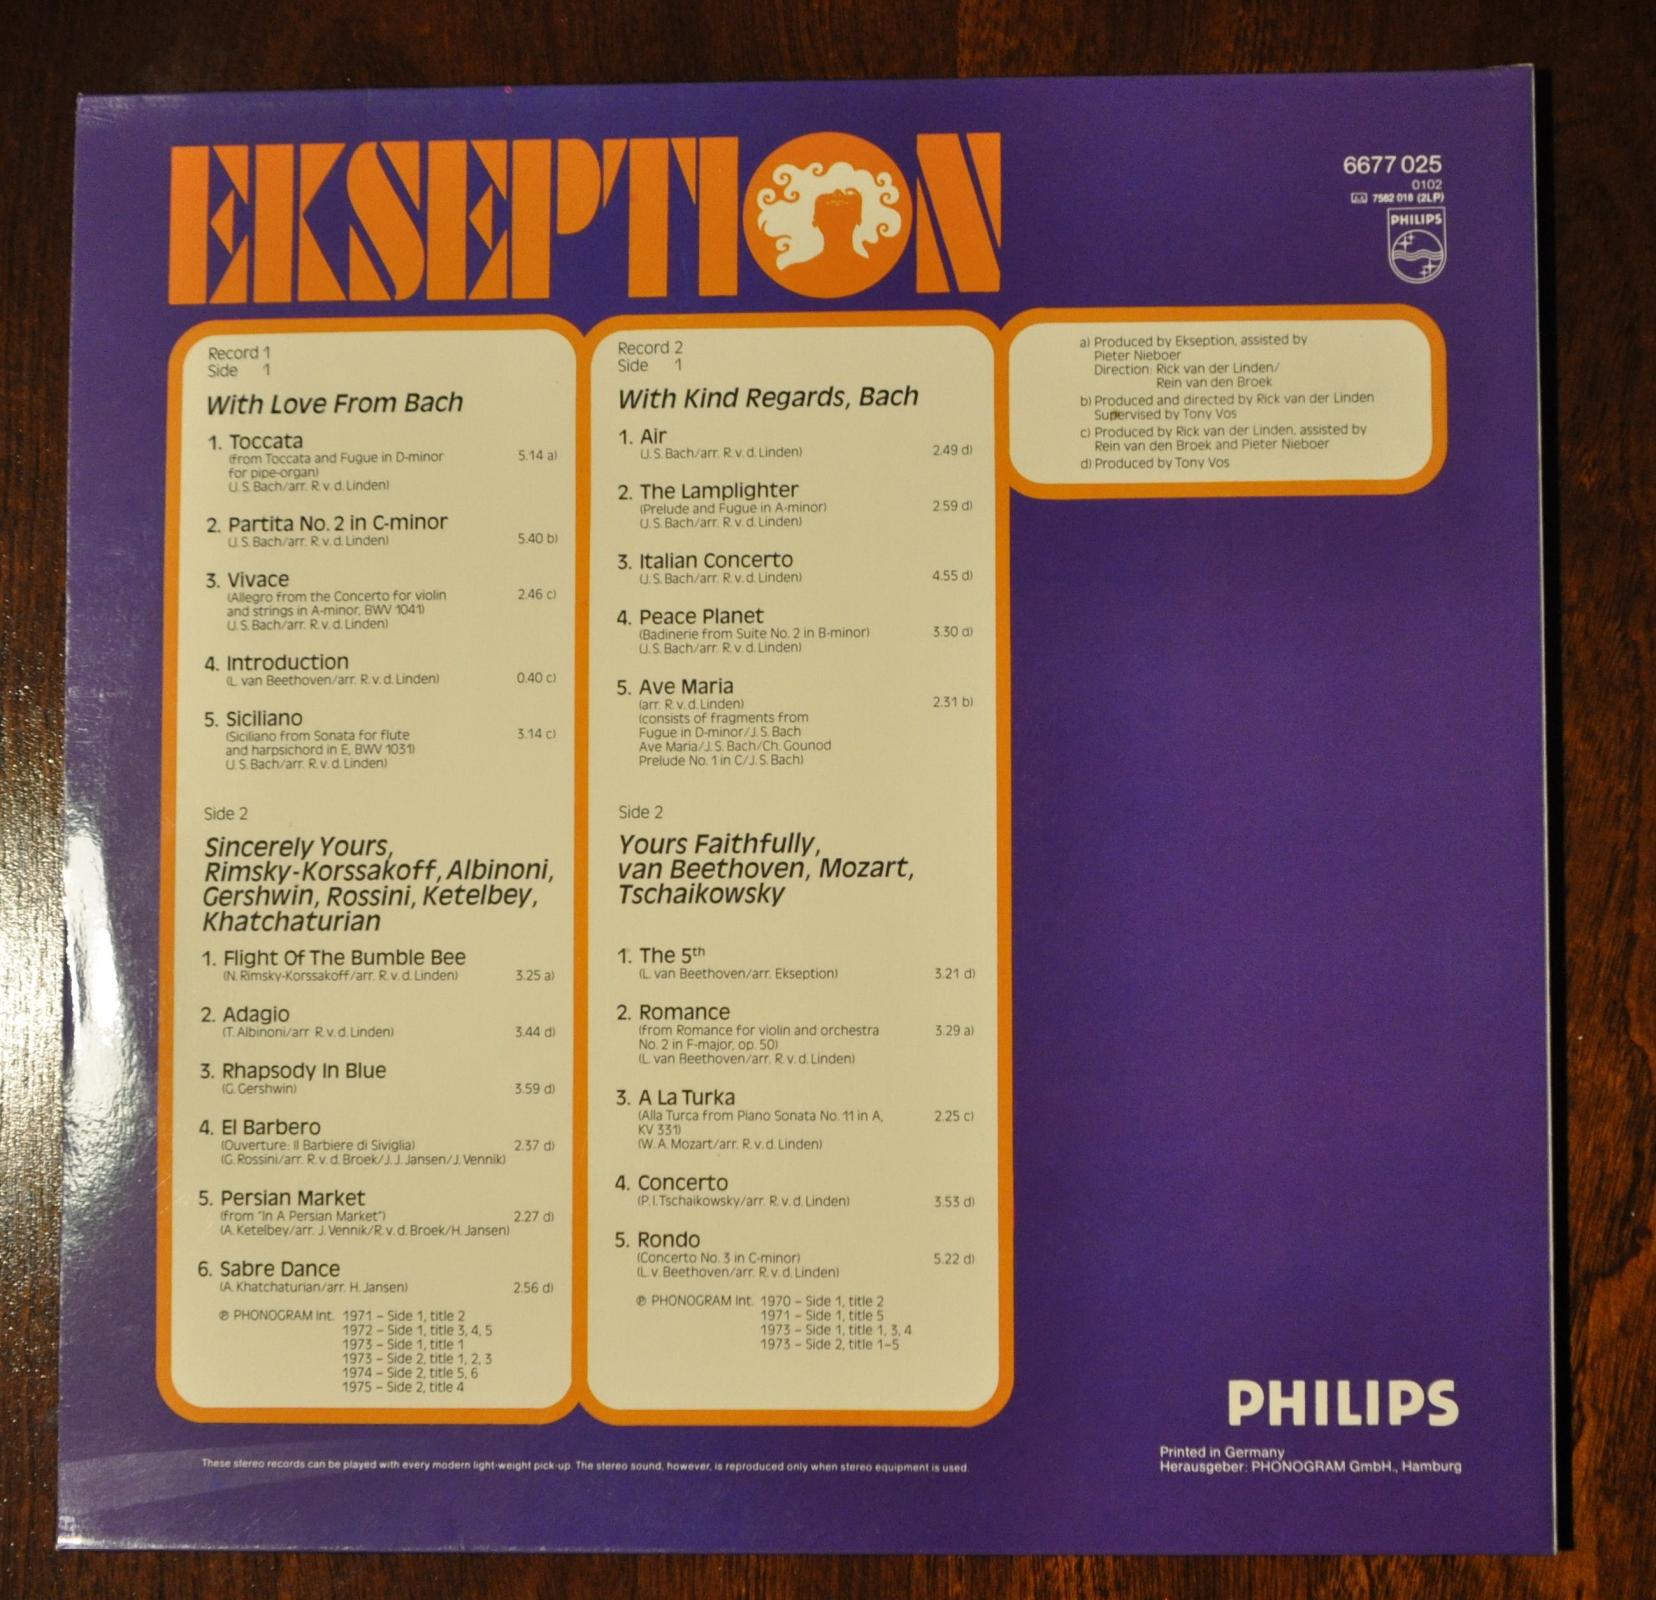 EKSEPTION
6677 025
0102
7582 018 (2LP)
PHILIPS
Record 1
Side 1
With Love From Bach
1. Toccata
(from Toccata and Fugue in D-minor 5.14 a)
for pipe-organ)
(J. S. Bach/arr. R. v. d. Linden)
2. Partita No. 2 in C-minor
(J. S. Bach/arr. R. v. d. Linden) 5.40 b)
3. Vivace
(Allegro from the Concerto for violin 2.46 c)
and strings in A-minor, BWV 1041)
(J. S. Bach/arr. R. v. d. Linden)
4. Introduction
(L. van Beethoven/arr. R. v. d. Linden) 0.40 c)
5. Siciliano
(Siciliano from Sonata for flute 3.14 c)
and harpsichord in E, BWV 1031)
(J. S. Bach/arr. R. v. d. Linden)
Side 2
Sincerely Yours,
Rimsky-Korssakoff, Albinoni,
Gershwin, Rossini, Ketelbey,
Khatchaturian
1. Flight Of The Bumble Bee
(N. Rimsky-Korssakoff/arr. R. v. d. Linden) 3.25 a)
2. Adagio
(T. Albinoni/arr R. v. d. Linden) 3.44 d)
3. Rhapsody In Blue
(G. Gershwin) 3.59 d)
4. El Barbero
(Ouverture: Il Barbiere di Siviglia) 2.37 d)
(G. Rossini/arr. R. v. d. Broek/J. J. Jansen/J. Vennik)
5. Persian Market
(from "In A Persian Market") 2.27 d)
(A. Ketelbey/arr. J. Vennik/R. v. d. Broek/H. Jansen)
6. Sabre Dance
(A. Khatchaturian/arr. H. Jansen) 2.56 d)
℗ PHONOGRAM Int. 1971 – Side 1, title 2
1972 – Side 1, title 3, 4, 5
1973 – Side 1, title 1
1973 – Side 2, title 1, 2, 3
1974 – Side 2, title 5, 6
1975 – Side 2, title 4
Record 2
Side 1
With Kind Regards, Bach
1. Air
(J. S. Bach/arr. R. v. d. Linden) 2.49 d)
2. The Lamplighter
(Prelude and Fugue in A-minor) 2.59 d)
(J. S. Bach/arr. R. v. d. Linden)
3. Italian Concerto
(J. S. Bach/arr. R. v. d. Linden) 4.55 d)
4. Peace Planet
(Badinerie from Suite No. 2 in B-minor) 3.30 d)
(J. S. Bach/arr. R. v. d. Linden)
5. Ave Maria
(arr. R. v. d. Linden) 2.31 b)
(consists of fragments from
Fugue in D-minor/J. S. Bach
Ave Maria/J. S. Bach/Ch. Gounod
Prelude No. 1 in C/J. S. Bach)
Side 2
Yours Faithfully,
van Beethoven, Mozart,
Tschaikowsky
1. The 5th
(L. van Beethoven/arr. Ekseption) 3.21 d)
2. Romance
(from Romance for violin and orchestra 3.29 a)
No. 2 in F-major, op. 50)
(L. van Beethoven/arr. R. v. d. Linden)
3. A La Turka
(Alla Turca from Piano Sonata No. 11 in A, 2.25 c)
KV 331)
(W. A. Mozart/arr. R. v. d. Linden)
4. Concerto
(P. I. Tschaikowsky/arr. R. v. d. Linden) 3.53 d)
5. Rondo
(Concerto No. 3 in C-minor) 5.22 d)
(L. v. Beethoven/arr. R. v. d. Linden)
℗ PHONOGRAM Int. 1970 – Side 1, title 2
1971 – Side 1, title 5
1973 – Side 1, title 1, 3, 4
1973 – Side 2, title 1–5
a) Produced by Ekseption, assisted by
Pieter Nieboer
Direction: Rick van der Linden/
Rein van den Broek
b) Produced and directed by Rick van der Linden
Supervised by Tony Vos
c) Produced by Rick van der Linden, assisted by
Rein van den Broek and Pieter Nieboer
d) Produced by Tony Vos
PHILIPS
Printed in Germany
Herausgeber: PHONOGRAM GmbH., Hamburg
These stereo records can be played with every modern light-weight pick-up. The stereo sound, however, is reproduced only when stereo equipment is used.